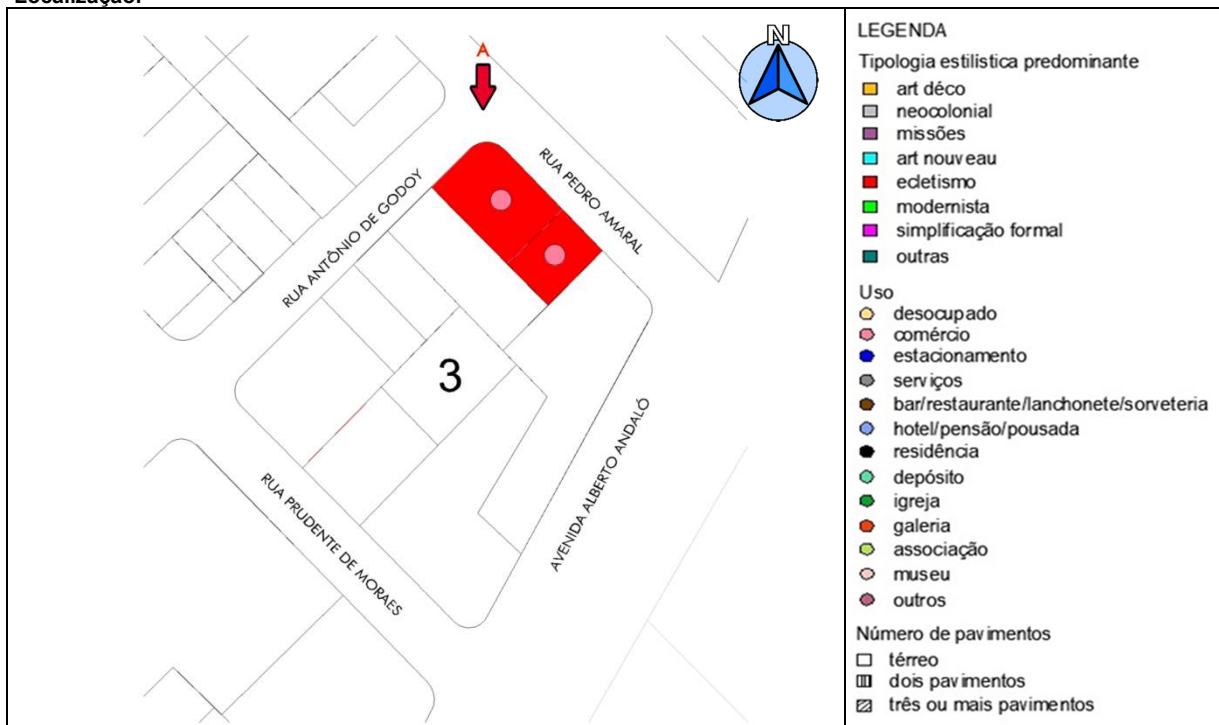 Localização:
A
N
RUA PEDRO AMARAL
RUA ANTÔNIO DE GODOY
3
AVENIDA ALBERTO ANDALÓ
RUA PRUDENTE DE MORAES
LEGENDA
Tipologia estilística predominante
art déco
neocolonial
missões
art nouveau
ecletismo
modernista
simplificação formal
outras
Uso
desocupado
comércio
estacionamento
serviços
bar/restaurante/lanchonete/sorveteria
hotel/pensão/pousada
residência
depósito
igreja
galeria
associação
museu
outros
Número de pavimentos
térreo
dois pavimentos
três ou mais pavimentos